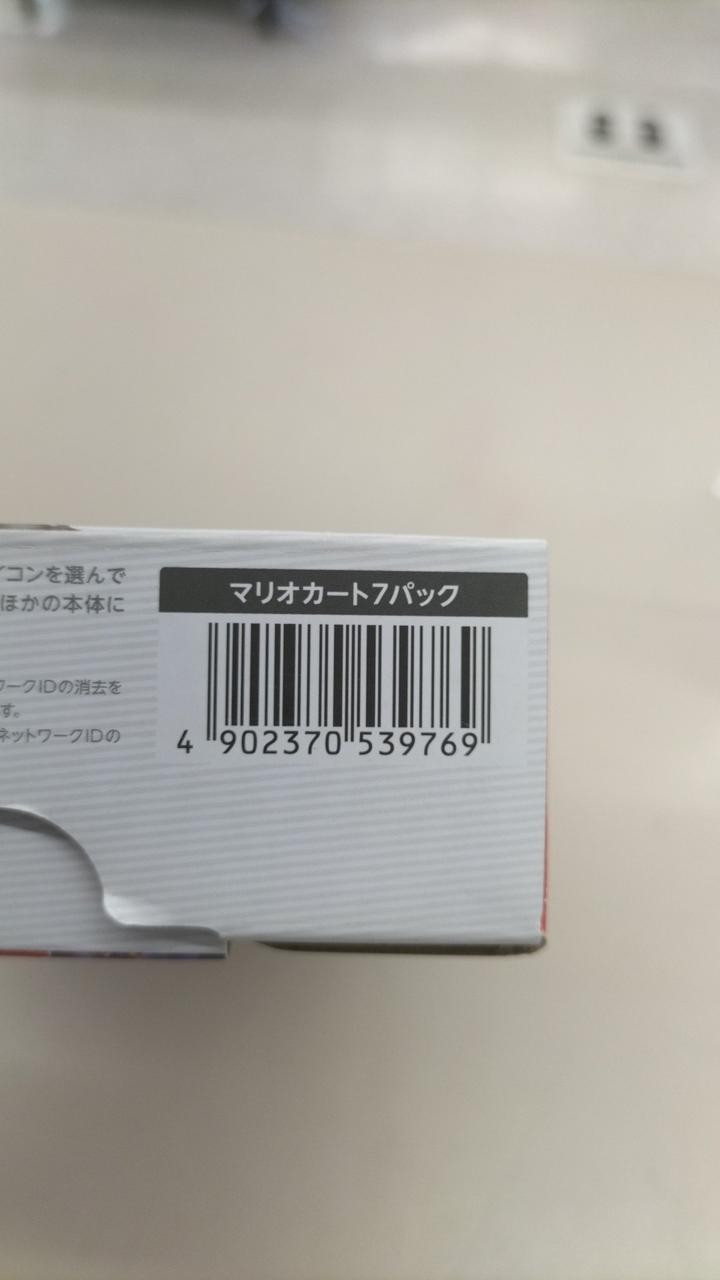 イコンを選んで
ほかの本体に
ワークIDの消去を
す。
ネットワークIDの
マリオカート7パック
4 902370 539769